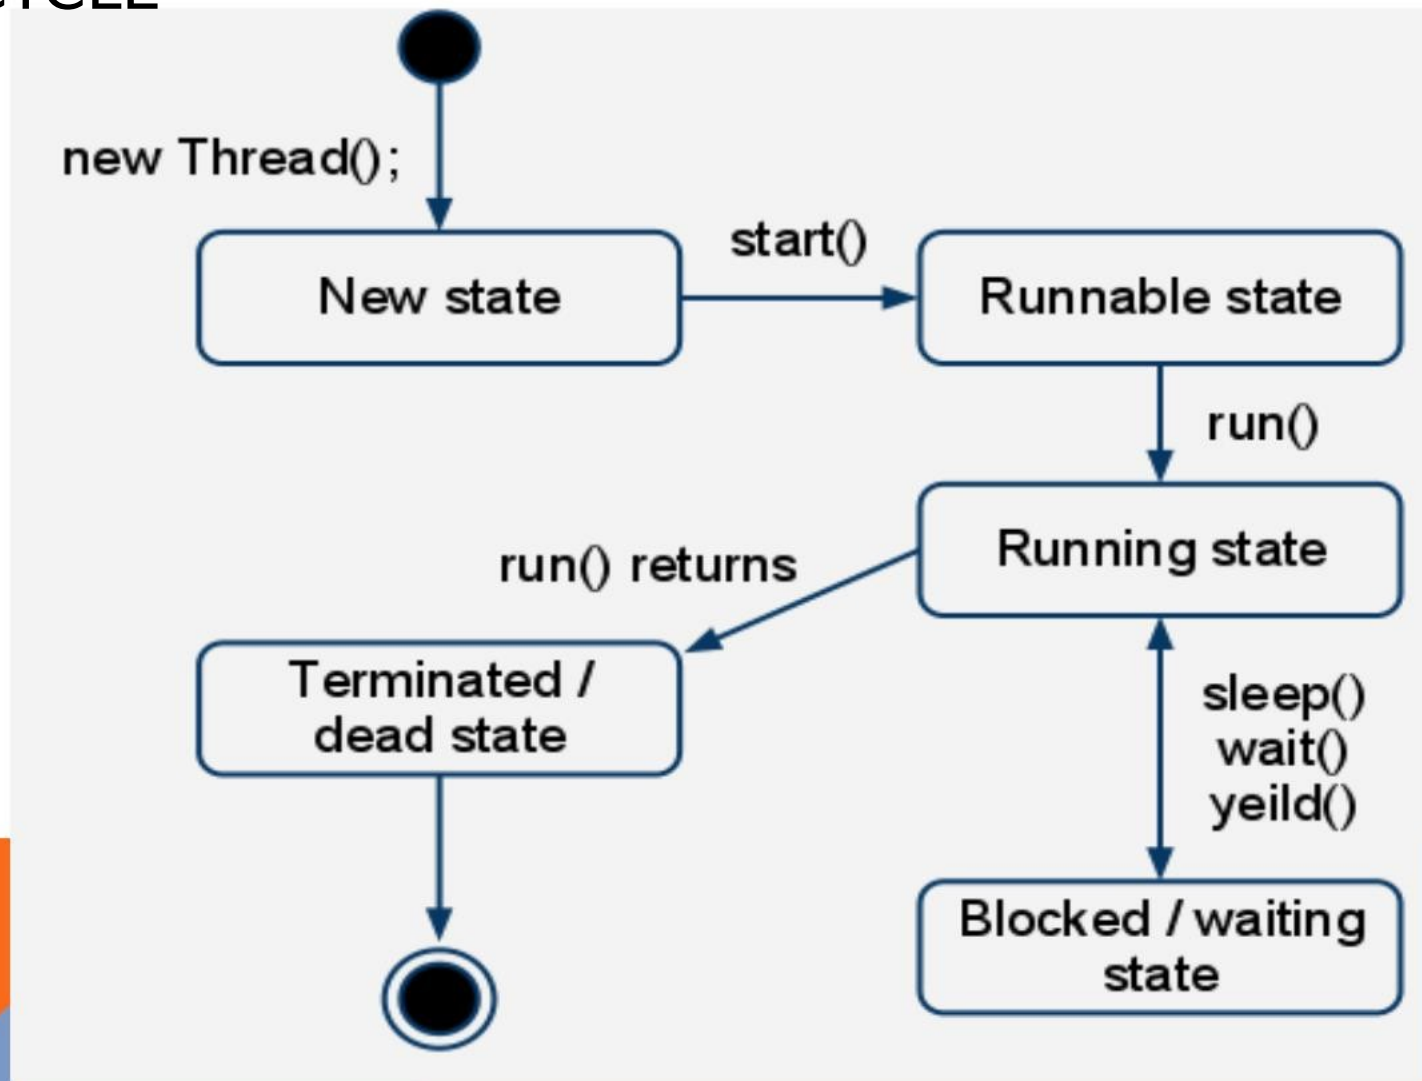 new Thread();
start()
New state
Runnable state
run()
Running state
run() returns
Terminated /
dead state
sleep()
wait()
yeild()
Blocked / waiting
state